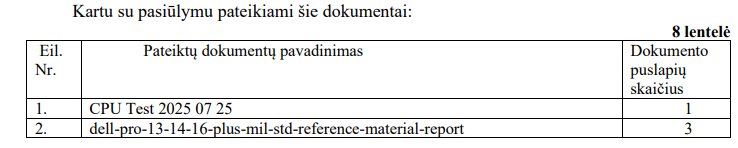 Kartu su pasiūlymu pateikiami šie dokumentai:
8 lentelė
Eil. Nr. Pateiktų dokumentų pavadinimas Dokumento puslapių skaičius
1. CPU Test 2025 07 25 1
2. dell-pro-13-14-16-plus-mil-std-reference-material-report 3